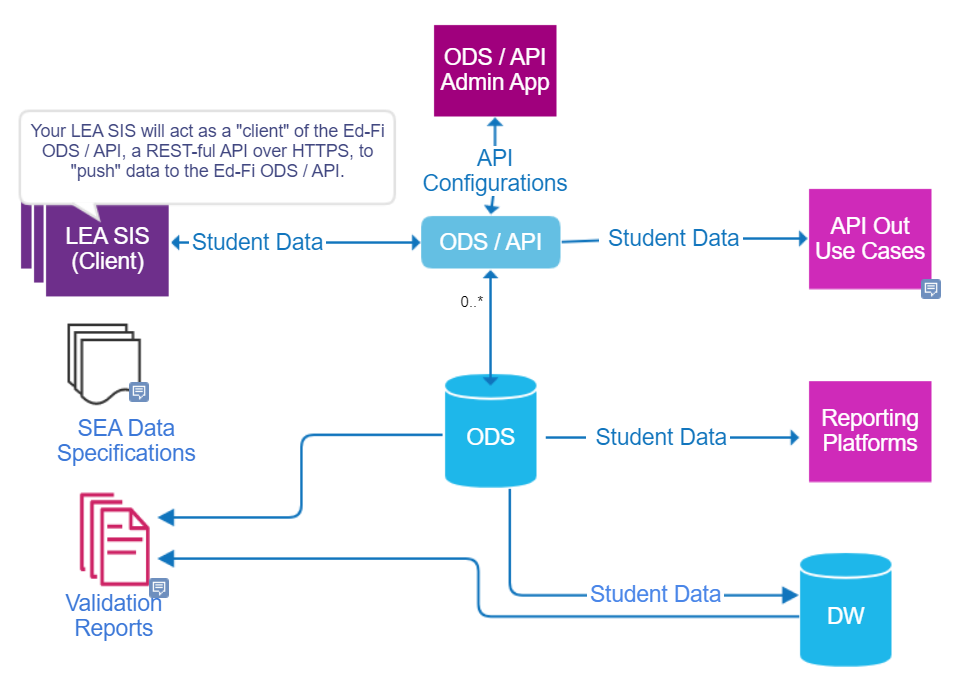 ODS / API
Admin App
Your LEA SIS will act as a "client" of the Ed-Fi
ODS / API, a REST-ful API over HTTPS, to
"push" data to the Ed-Fi ODS / API.
API
Configurations
LEA SIS
(Client)
Student Data
ODS / API
Student Data
API Out
Use Cases
0..*
SEA Data
Specifications
ODS
Student Data
Reporting
Platforms
Validation
Reports
Student Data
DW